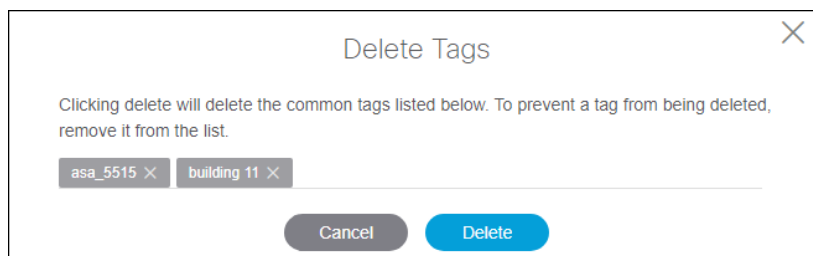 Delete Tags
Clicking delete will delete the common tags listed below. To prevent a tag from being deleted,
remove it from the list.
asa_5515 building 11
Cancel Delete